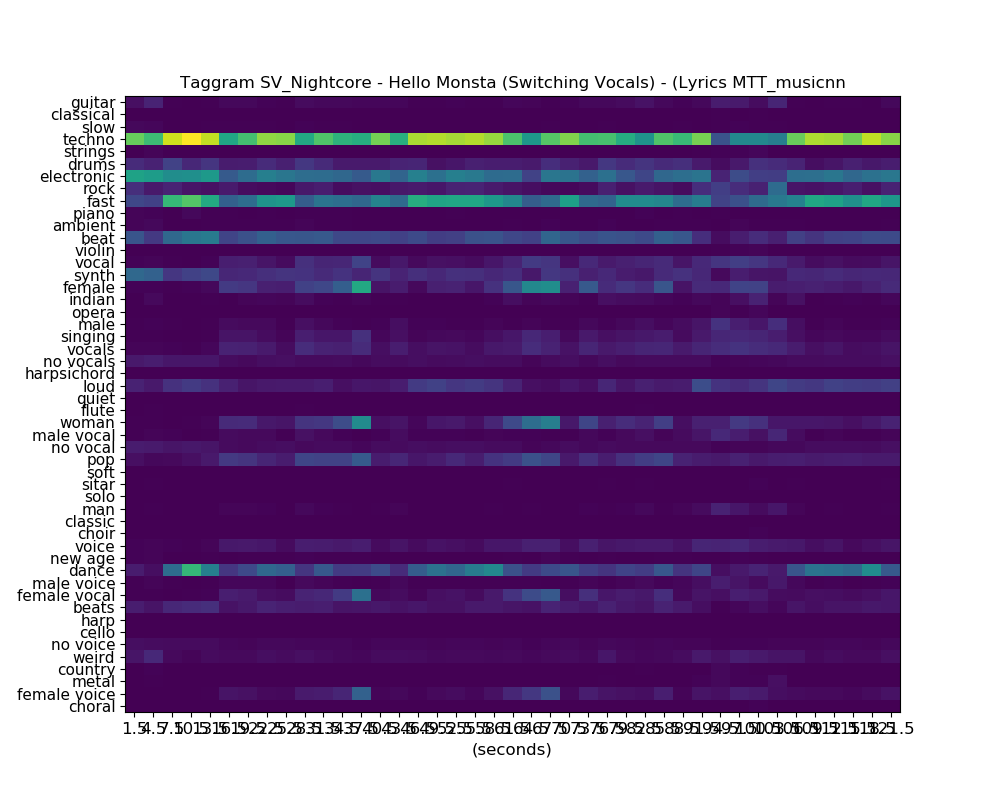 Taggram SV_Nightcore - Hello Monsta (Switching Vocals) - (Lyrics MTT_musicnn
guitar
classical
slow
techno
strings
drums
electronic
rock
fast
piano
ambient
beat
violin
vocal
synth
female
indian
opera
male
singing
vocals
no vocals
harpsichord
loud
quiet
flute
woman
male vocal
no vocal
pop
soft
sitar
solo
man
classic
choir
voice
new age
dance
male voice
female vocal
beats
harp
cello
no voice
weird
country
metal
female voice
choral
(seconds)